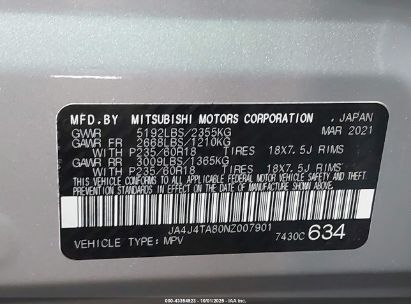 MFD.BY MITSUBISHI MOTORS CORPORATION , JAPAN
GVWR 5192LBS/2355KG MAR 2021
GAWR FR 2668LBS/1210KG
WITH P235/60R18 TIRES 18X7.5J RIMS
GAWR RR 3009LBS/1365KG
WITH P235/60R18 TIRES 18X7.5J RIMS
THIS VEHICLE CONFORMS TO ALL APPLICABLE FEDERAL MOTOR VEHICLE SAFETY AND THEFT
PREVENTION STANDARDS IN EFFECT ON THE DATE OF MANUFACTURE SHOWN ABOVE.
JA4J4TA80NZ007901
VEHICLE TYPE: MPV 7430C 634